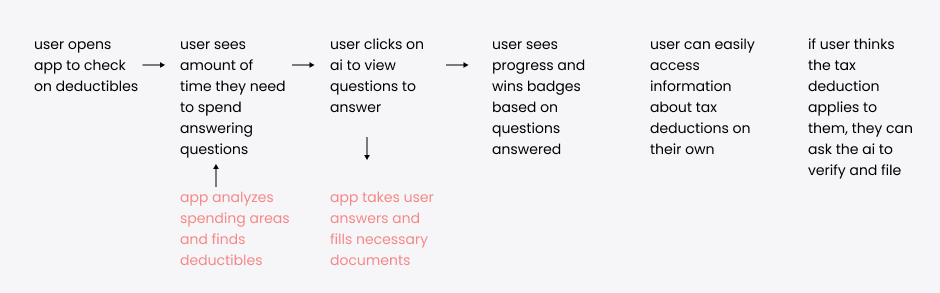 user opens
app to check
on deductibles
user sees
amount of
time they need
to spend
answering
questions
user clicks on
ai to view
questions to
answer
user sees
progress and
wins badges
based on
questions
answered
user can easily
access
information
about tax
deductions on
their own
if user thinks
the tax
deduction
applies to
them, they can
ask the ai to
verify and file
app analyzes
spending areas
and finds
deductibles
app takes user
answers and
fills necessary
documents